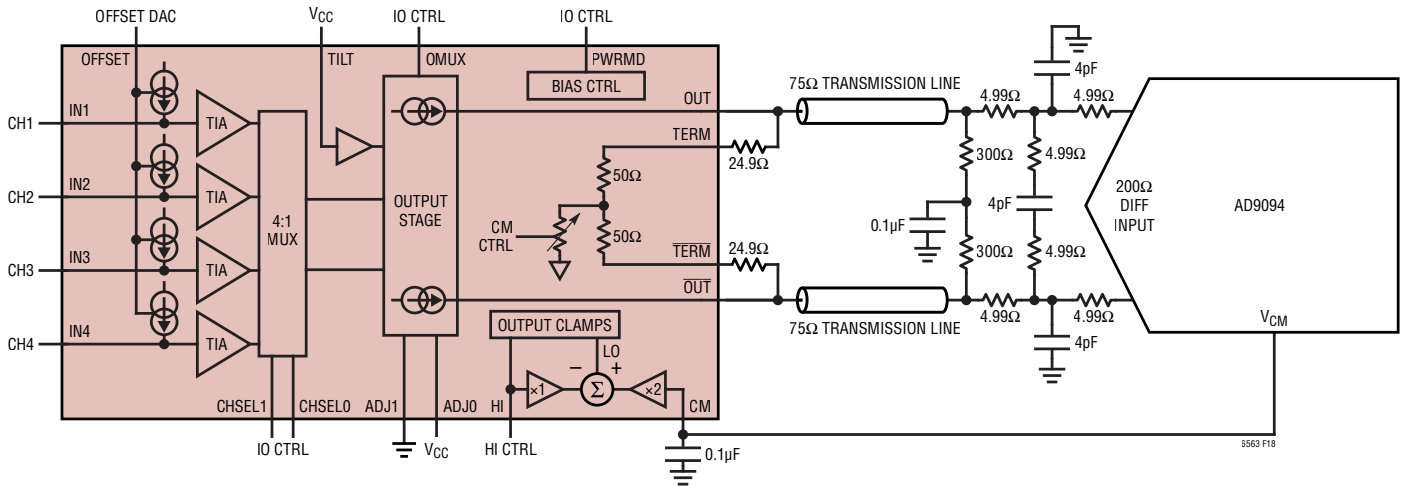 OFFSET DAC
VCC
IO CTRL
IO CTRL
OFFSET
TILT
OMUX
PWRMD
BIAS CTRL
4pF
75Ω TRANSMISSION LINE
4.99Ω
4.99Ω
OUT
CH1
IN1
TIA
TERM
24.9Ω
300Ω
4.99Ω
50Ω
CH2
IN2
TIA
4:1
MUX
OUTPUT
STAGE
CM
CTRL
50Ω
0.1µF
4pF
200Ω
DIFF
INPUT
AD9094
CH3
IN3
TIA
TERM
24.9Ω
300Ω
4.99Ω
OUT
75Ω TRANSMISSION LINE
4.99Ω
4.99Ω
4pF
VCM
CH4
IN4
TIA
OUTPUT CLAMPS
LO
−
+
×1
Σ
×2
CHSEL1
CHSEL0
ADJ1
ADJ0
HI
CM
IO CTRL
VCC
HI CTRL
0.1µF
6563 F18